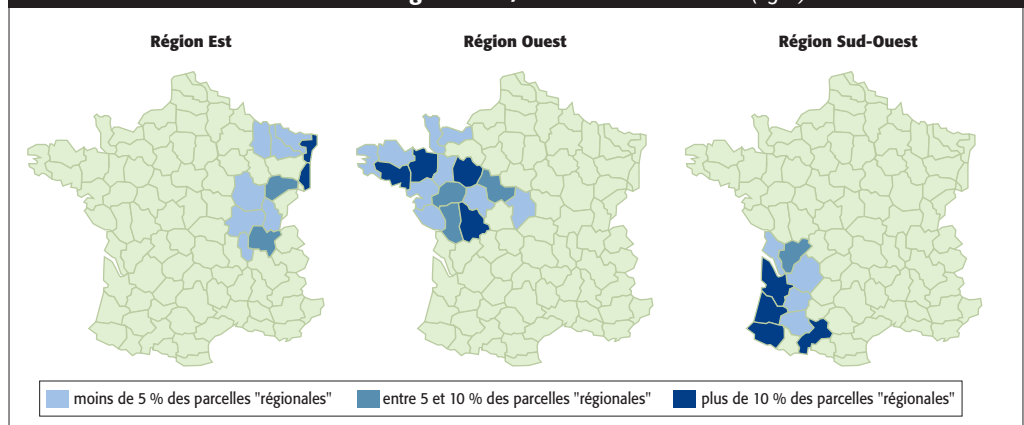 Région Est
Région Ouest
Région Sud-Ouest
moins de 5 % des parcelles "régionales"
entre 5 et 10 % des parcelles "régionales"
plus de 10 % des parcelles "régionales"